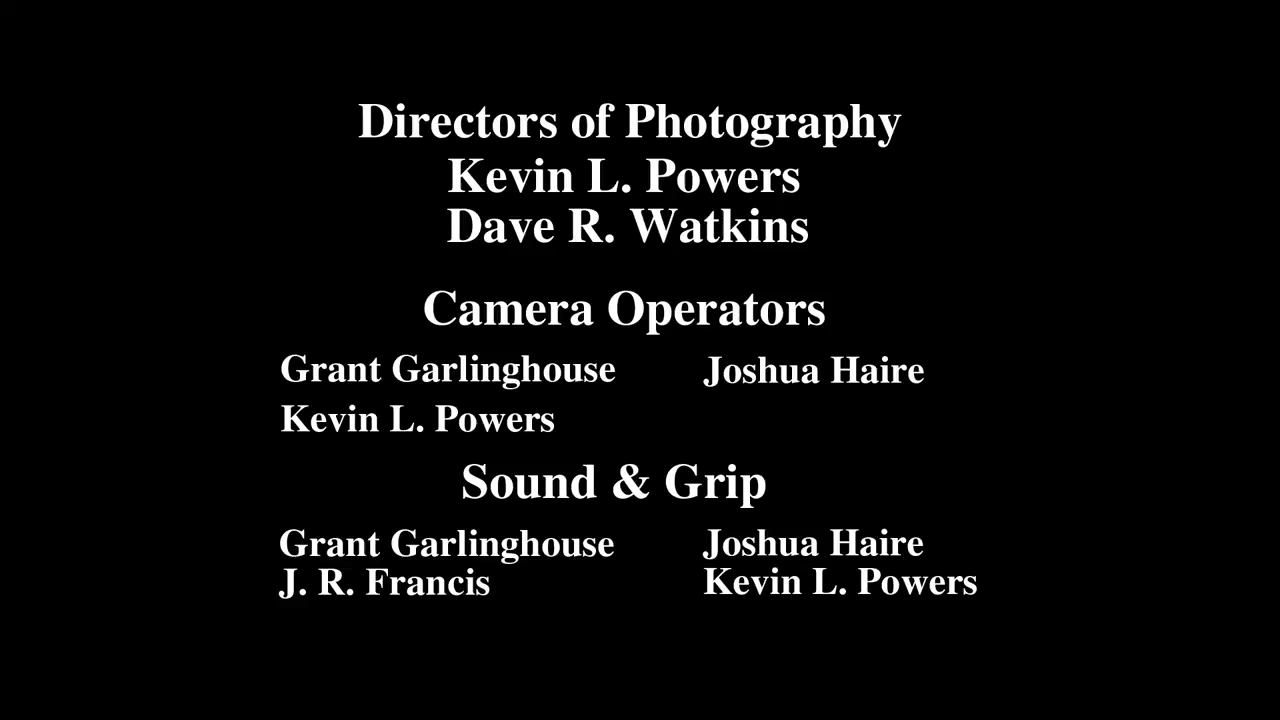 Directors of Photography
Kevin L. Powers
Dave R. Watkins
Camera Operators
Grant Garlinghouse Joshua Haire
Kevin L. Powers
Sound & Grip
Grant Garlinghouse Joshua Haire
J. R. Francis Kevin L. Powers